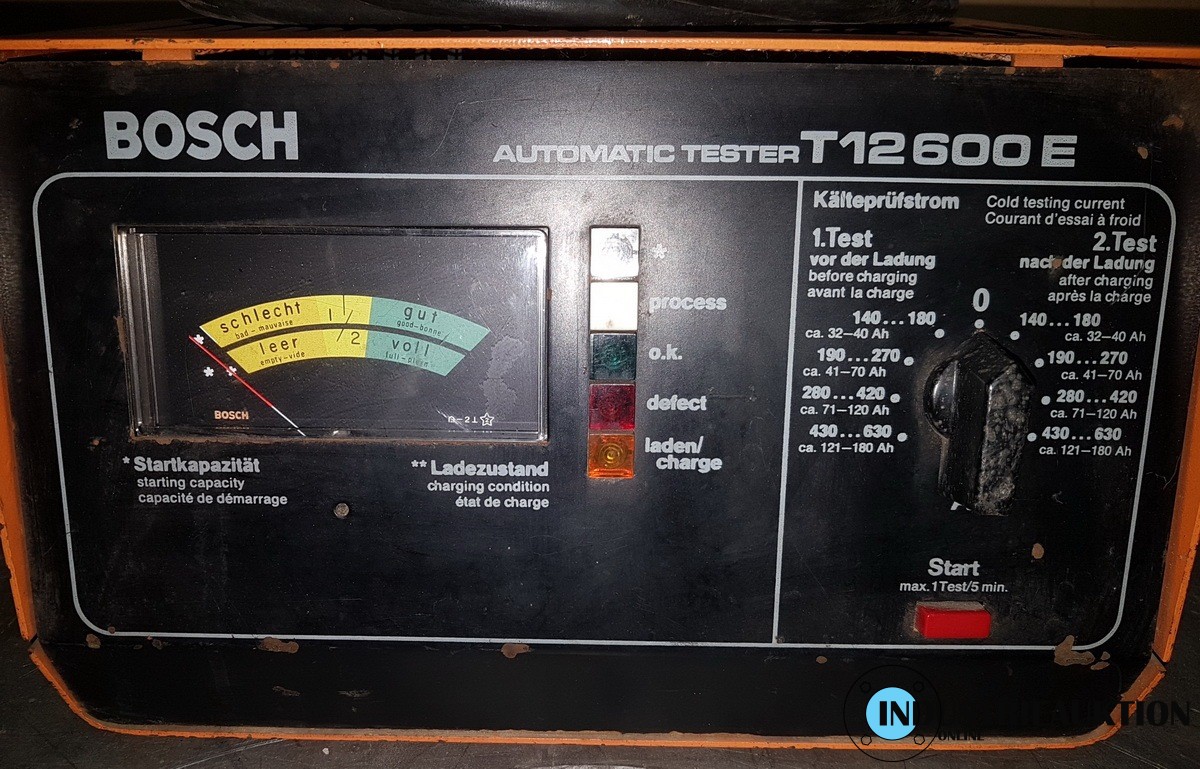 BOSCH
AUTOMATIC TESTER T12600E
schlecht
bad-mauvaise
1/2
gut
good-bonne
leer
empty-vide
voll
BOSCH
*
process
o.k.
defect
laden/
charge
* Startkapazität
starting capacity
capacité de démarrage
** Ladezustand
charging condition
état de charge
Kälteprüfstrom
Cold testing current
Courant d'essai à froid
1.Test
vor der Ladung
before charging
avant la charge
2.Test
nach der Ladung
after charging
après la charge
0
140...180
ca. 32-40 Ah
190...270
ca. 41-70 Ah
280...420
ca. 71-120 Ah
430...630
ca. 121-180 Ah
140...180
ca. 32-40 Ah
190...270
ca. 41-70 Ah
280...420
ca. 71-120 Ah
430...630
ca. 121-180 Ah
Start
max. 1Test/5 min.
ONLINE